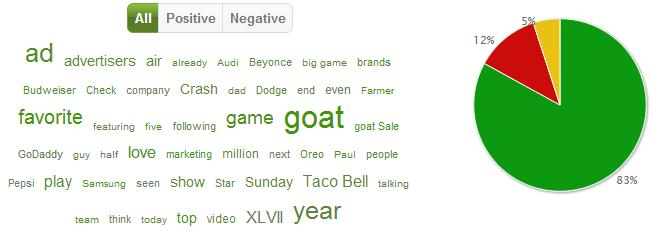 All Positive Negative
ad advertisers air already Audi Beyonce big game brands
Budweiser Check company Crash dad Dodge end even Farmer
favorite featuring five following game goat goat Sale
GoDaddy guy half love marketing million next Oreo Paul people
Pepsi play Samsung seen show Star Sunday Taco Bell talking
team think today top video XLVII year
5%
12%
83%